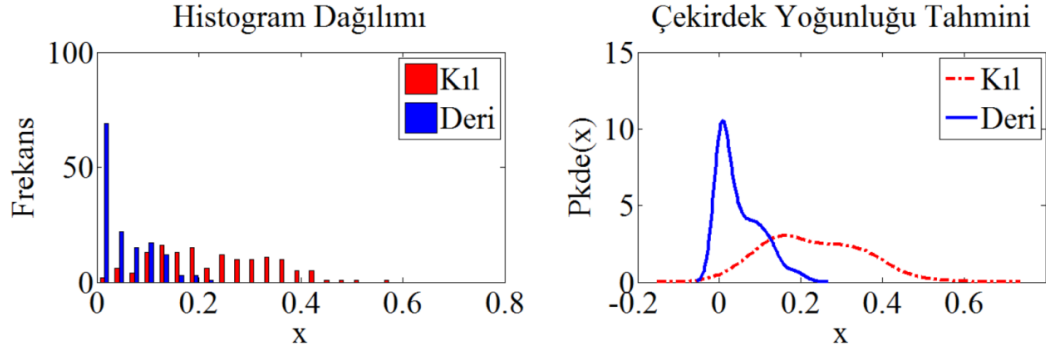 Histogram Dağılımı
Frekans
100
50
0
0
0.2
0.4
0.6
0.8
x
Kıl
Deri
Çekirdek Yoğunluğu Tahmini
Pkde(x)
15
10
5
0
-0.2
0
0.2
0.4
0.6
x
Kıl
Deri